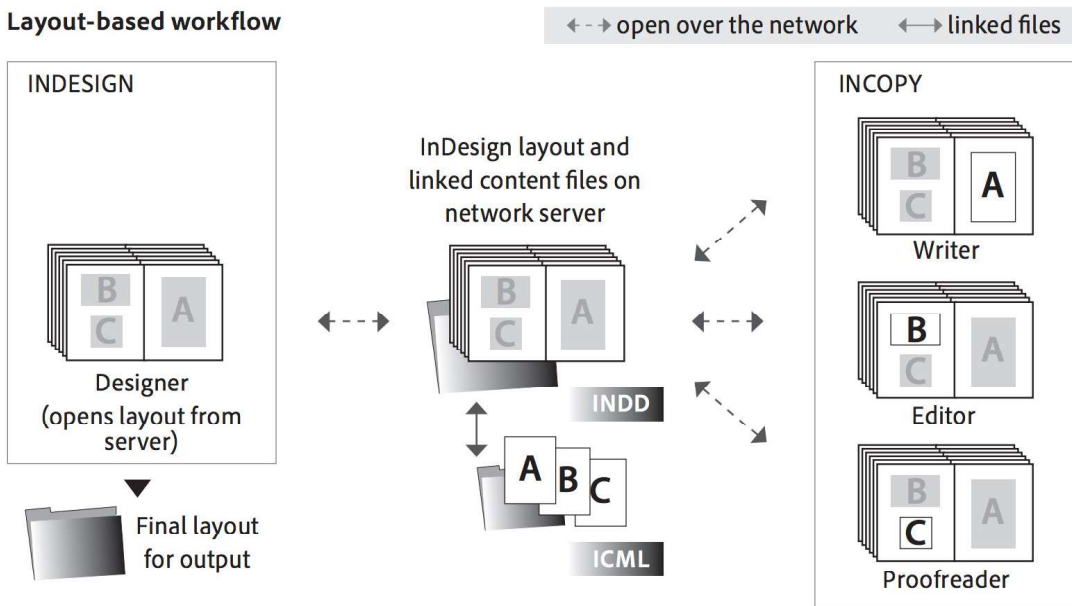 Layout-based workflow
open over the network
linked files
INDESIGN
B
C
A
Designer
(opens layout from
server)
Final layout
for output
InDesign layout and
linked content files on
network server
B
C
A
INDD
A
B
C
ICML
INCOPY
B
C
A
Writer
B
C
A
Editor
B
C
A
Proofreader